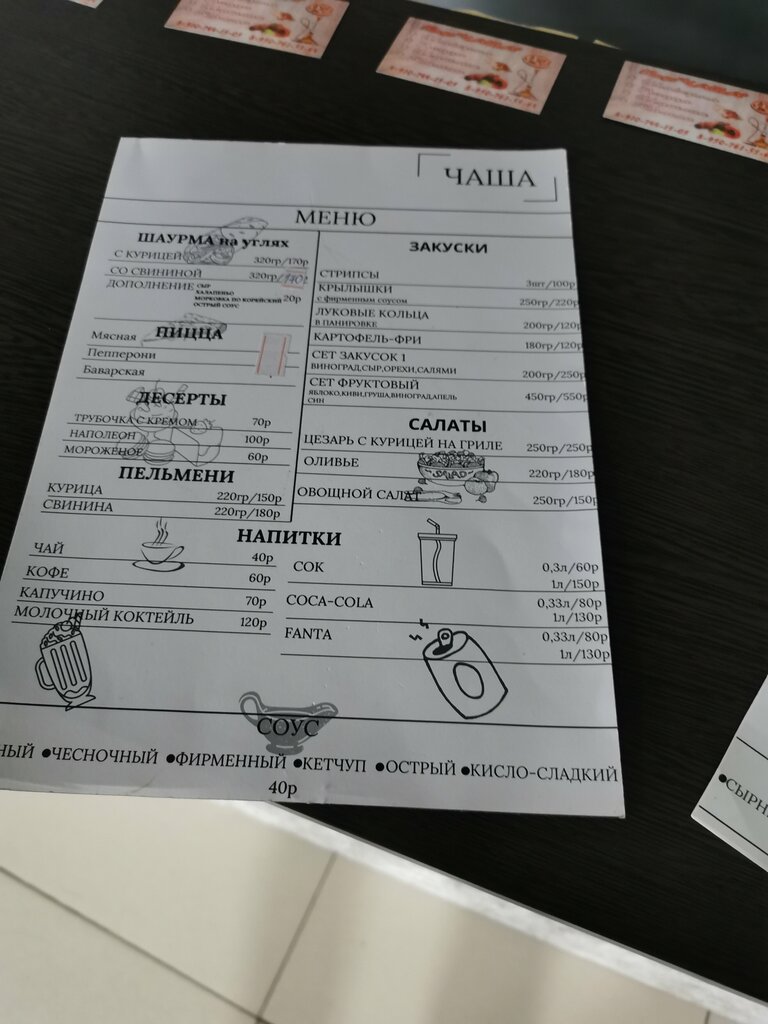 ЧАША
МЕНЮ
ШАУРМА на углях
С КУРИЦЕЙ 320гр/170р
СО СВИНИНОЙ 320гр/190р
ДОПОЛНЕНИЕ СЫР
ХАЛАПЕНЬО
МОРКОВКА ПО КОРЕЙСКИЙ 20р
ОСТРЫЙ СОУС
ПИЦЦА
Мясная
Пепперони
Баварская
ДЕСЕРТЫ
ТРУБОЧКА С КРЕМОМ 70р
НАПОЛЕОН 100р
МОРОЖЕНОЕ 60р
ПЕЛЬМЕНИ
КУРИЦА 220гр/150р
СВИНИНА 220гр/180р
ЗАКУСКИ
СТРИПСЫ 3шт/100р
КРЫЛЫШКИ
с фирменным соусом 250гр/220р
ЛУКОВЫЕ КОЛЬЦА
В ПАНИРОВКЕ 200гр/120р
КАРТОФЕЛЬ-ФРИ 180гр/120р
СЕТ ЗАКУСОК 1
ВИНОГРАД,СЫР,ОРЕХИ,САЛЯМИ 200гр/250р
СЕТ ФРУКТОВЫЙ
ЯБЛОКО,КИВИ,ГРУША,ВИНОГРАД,АПЕЛЬ 450гр/550р
СИН
САЛАТЫ
ЦЕЗАРЬ С КУРИЦЕЙ НА ГРИЛЕ 250гр/250р
ОЛИВЬЕ 220гр/180р
SALAD
ОВОЩНОЙ САЛАТ 250гр/150р
НАПИТКИ
ЧАЙ 40р
КОФЕ 60р
КАПУЧИНО 70р
МОЛОЧНЫЙ КОКТЕЙЛЬ 120р
СОК 0,3л/60р
1л/150р
COCA-COLA 0,33л/80р
1л/130р
FANTA 0,33л/80р
1л/130р
СОУС
НЫЙ •ЧЕСНОЧНЫЙ •ФИРМЕННЫЙ •КЕТЧУП •ОСТРЫЙ •КИСЛО-СЛАДКИЙ
40р
•СЫРН